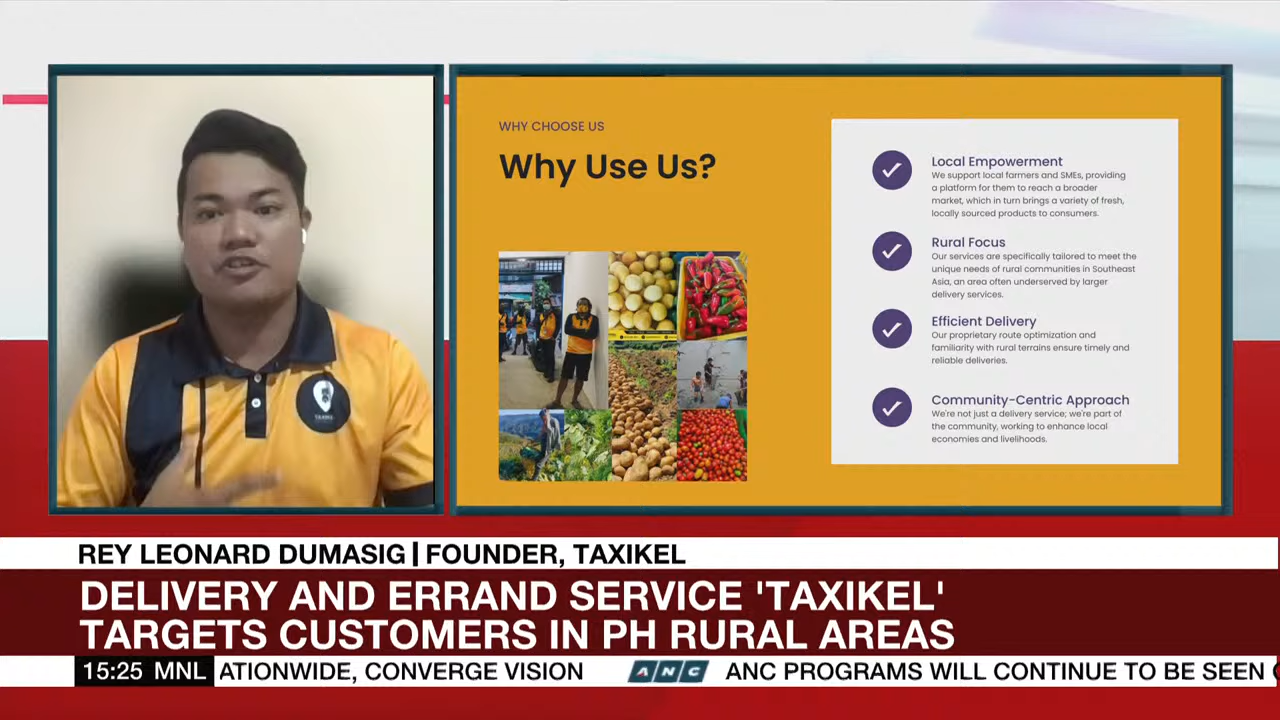 WHY CHOOSE US
Why Use Us?
Local Empowerment
We support local farmers and SMEs, providing
a platform for them to reach a broader
market, which in turn brings a variety of fresh,
locally sourced products to consumers.
Rural Focus
Our services are specifically tailored to meet the
unique needs of rural communities in Southeast
Asia, an area often underserved by larger
delivery services.
Efficient Delivery
Our proprietary route optimization and
familiarity with rural terrains ensure timely and
reliable deliveries.
Community-Centric Approach
We're not just a delivery service; we're part of
the community, working to enhance local
economies and livelihoods.
REY LEONARD DUMASIG | FOUNDER, TAXIKEL
DELIVERY AND ERRAND SERVICE 'TAXIKEL'
TARGETS CUSTOMERS IN PH RURAL AREAS
15:25 MNL ATIONWIDE, CONVERGE VISION ANC ANC PROGRAMS WILL CONTINUE TO BE SEEN